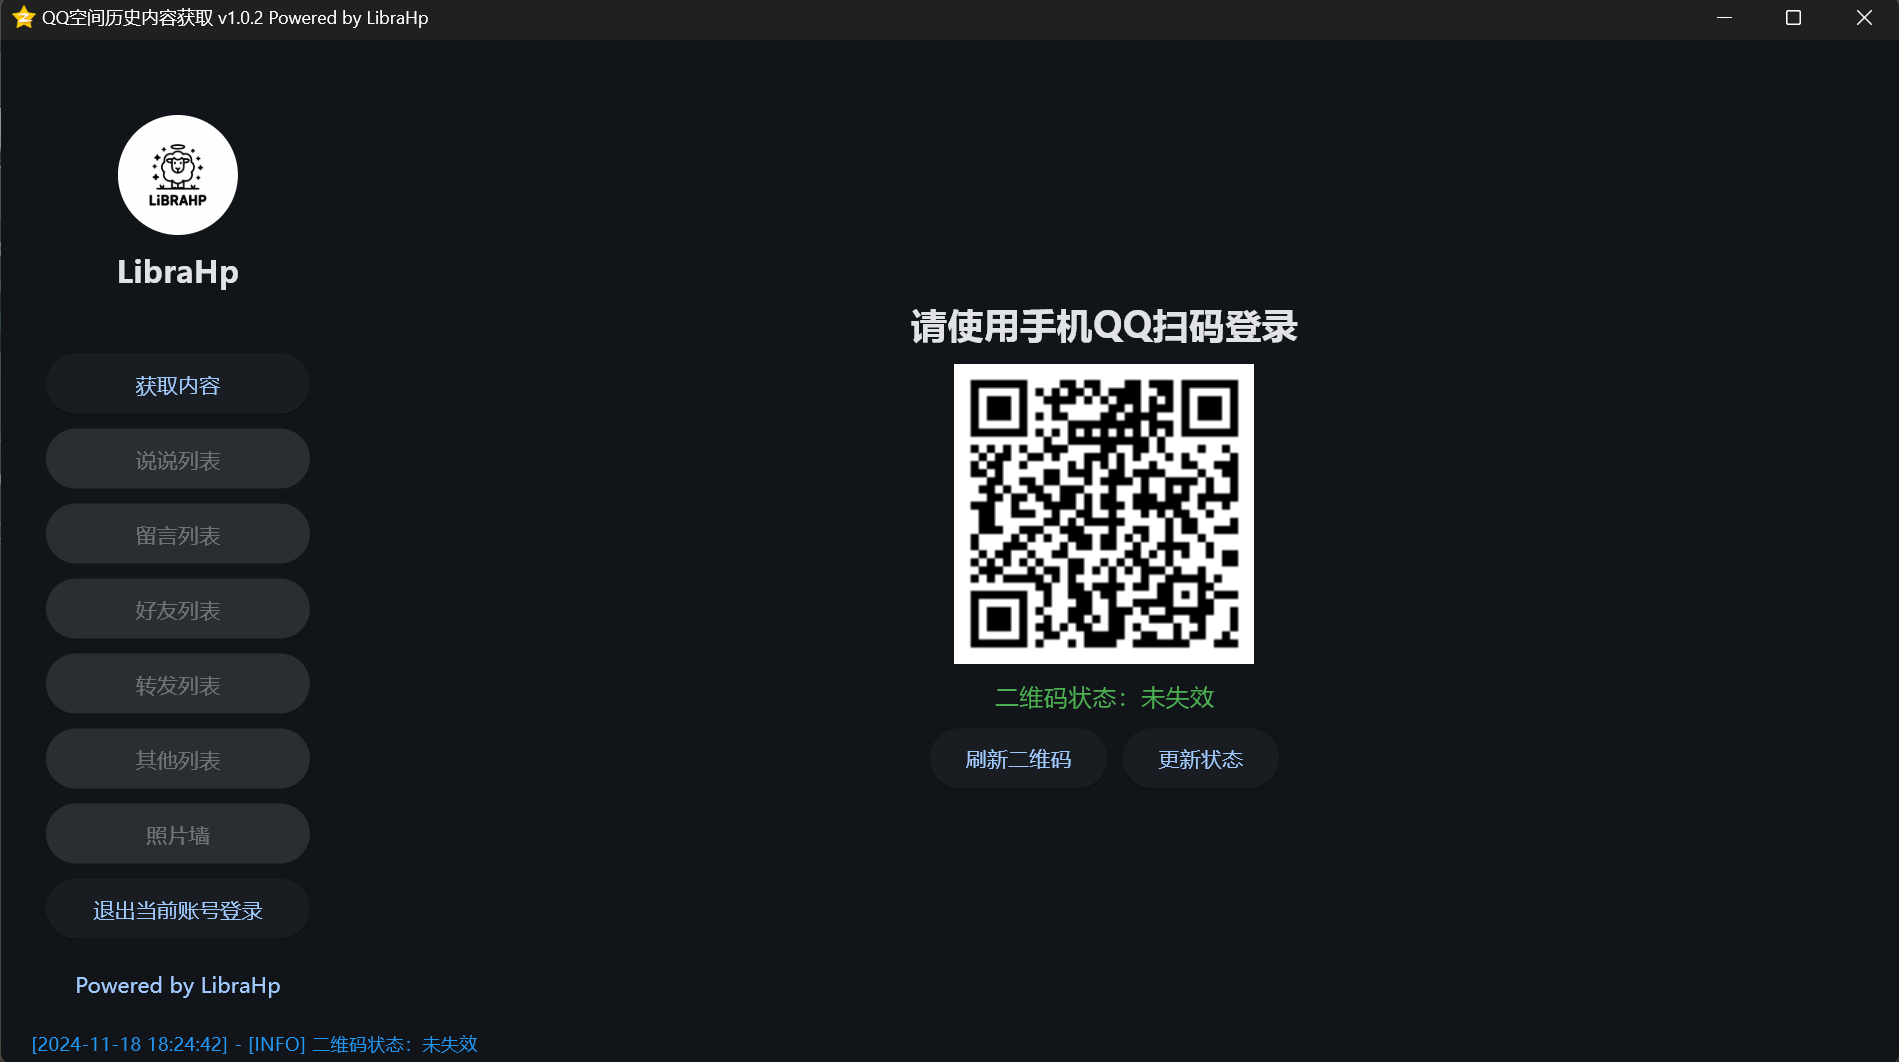 QQ空间历史内容获取 v1.0.2 Powered by LibraHp
LiBRAHP
LibraHp
获取内容
说说列表
留言列表
好友列表
转发列表
其他列表
照片墙
退出当前账号登录
Powered by LibraHp
请使用手机QQ扫码登录
二维码状态：未失效
刷新二维码
更新状态
[2024-11-18 18:24:42] - [INFO] 二维码状态：未失效